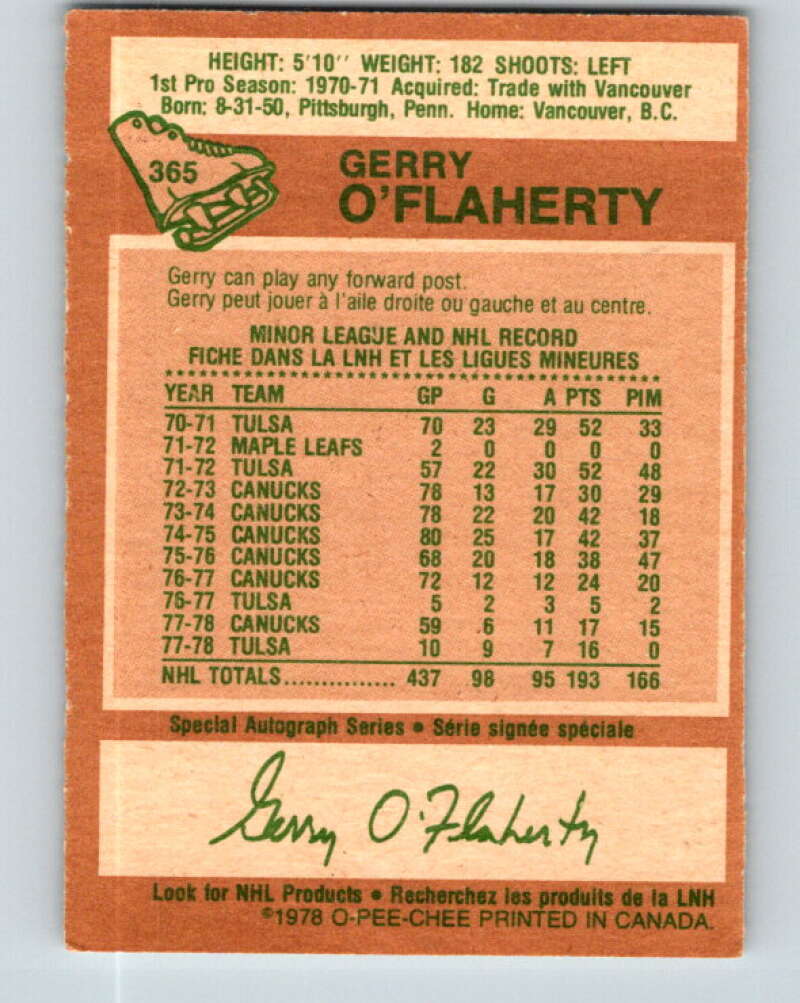 HEIGHT: 5'10'' WEIGHT: 182 SHOOTS: LEFT
1st Pro Season: 1970-71 Acquired: Trade with Vancouver
Born: 8-31-50, Pittsburgh, Penn. Home: Vancouver, B.C.
365
GERRY
O'FLAHERTY
Gerry can play any forward post.
Gerry peut jouer à l'aile droite ou gauche et au centre.
MINOR LEAGUE AND NHL RECORD
FICHE DANS LA LNH ET LES LIGUES MINEURES
YEAR TEAM GP G A PTS PIM
70-71 TULSA 70 23 29 52 33
71-72 MAPLE LEAFS 2 0 0 0 0
71-72 TULSA 57 22 30 52 48
72-73 CANUCKS 78 13 17 30 29
73-74 CANUCKS 78 22 20 42 18
74-75 CANUCKS 80 25 17 42 37
75-76 CANUCKS 68 20 18 38 47
76-77 CANUCKS 72 12 12 24 20
76-77 TULSA 5 2 3 5 2
77-78 CANUCKS 59 6 11 17 15
77-78 TULSA 10 9 7 16 0
NHL TOTALS............... 437 98 95 193 166
Special Autograph Series • Série signée spéciale
Gerry O'Flaherty
Look for NHL Products • Recherchez les produits de la LNH
©1978 O-PEE-CHEE PRINTED IN CANADA.